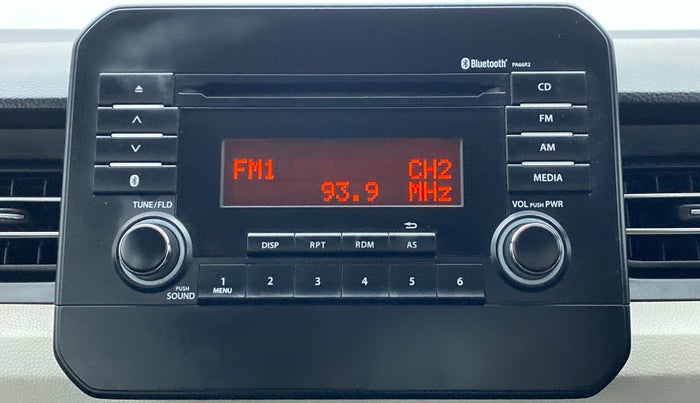 Bluetooth® PA66R2
CD
FM
AM
MEDIA
FM1 CH2
93.9 MHz
TUNE/FLD
VOL PUSH PWR
DISP RPT RDM AS
PUSH
SOUND
1 2 3 4 5 6
MENU